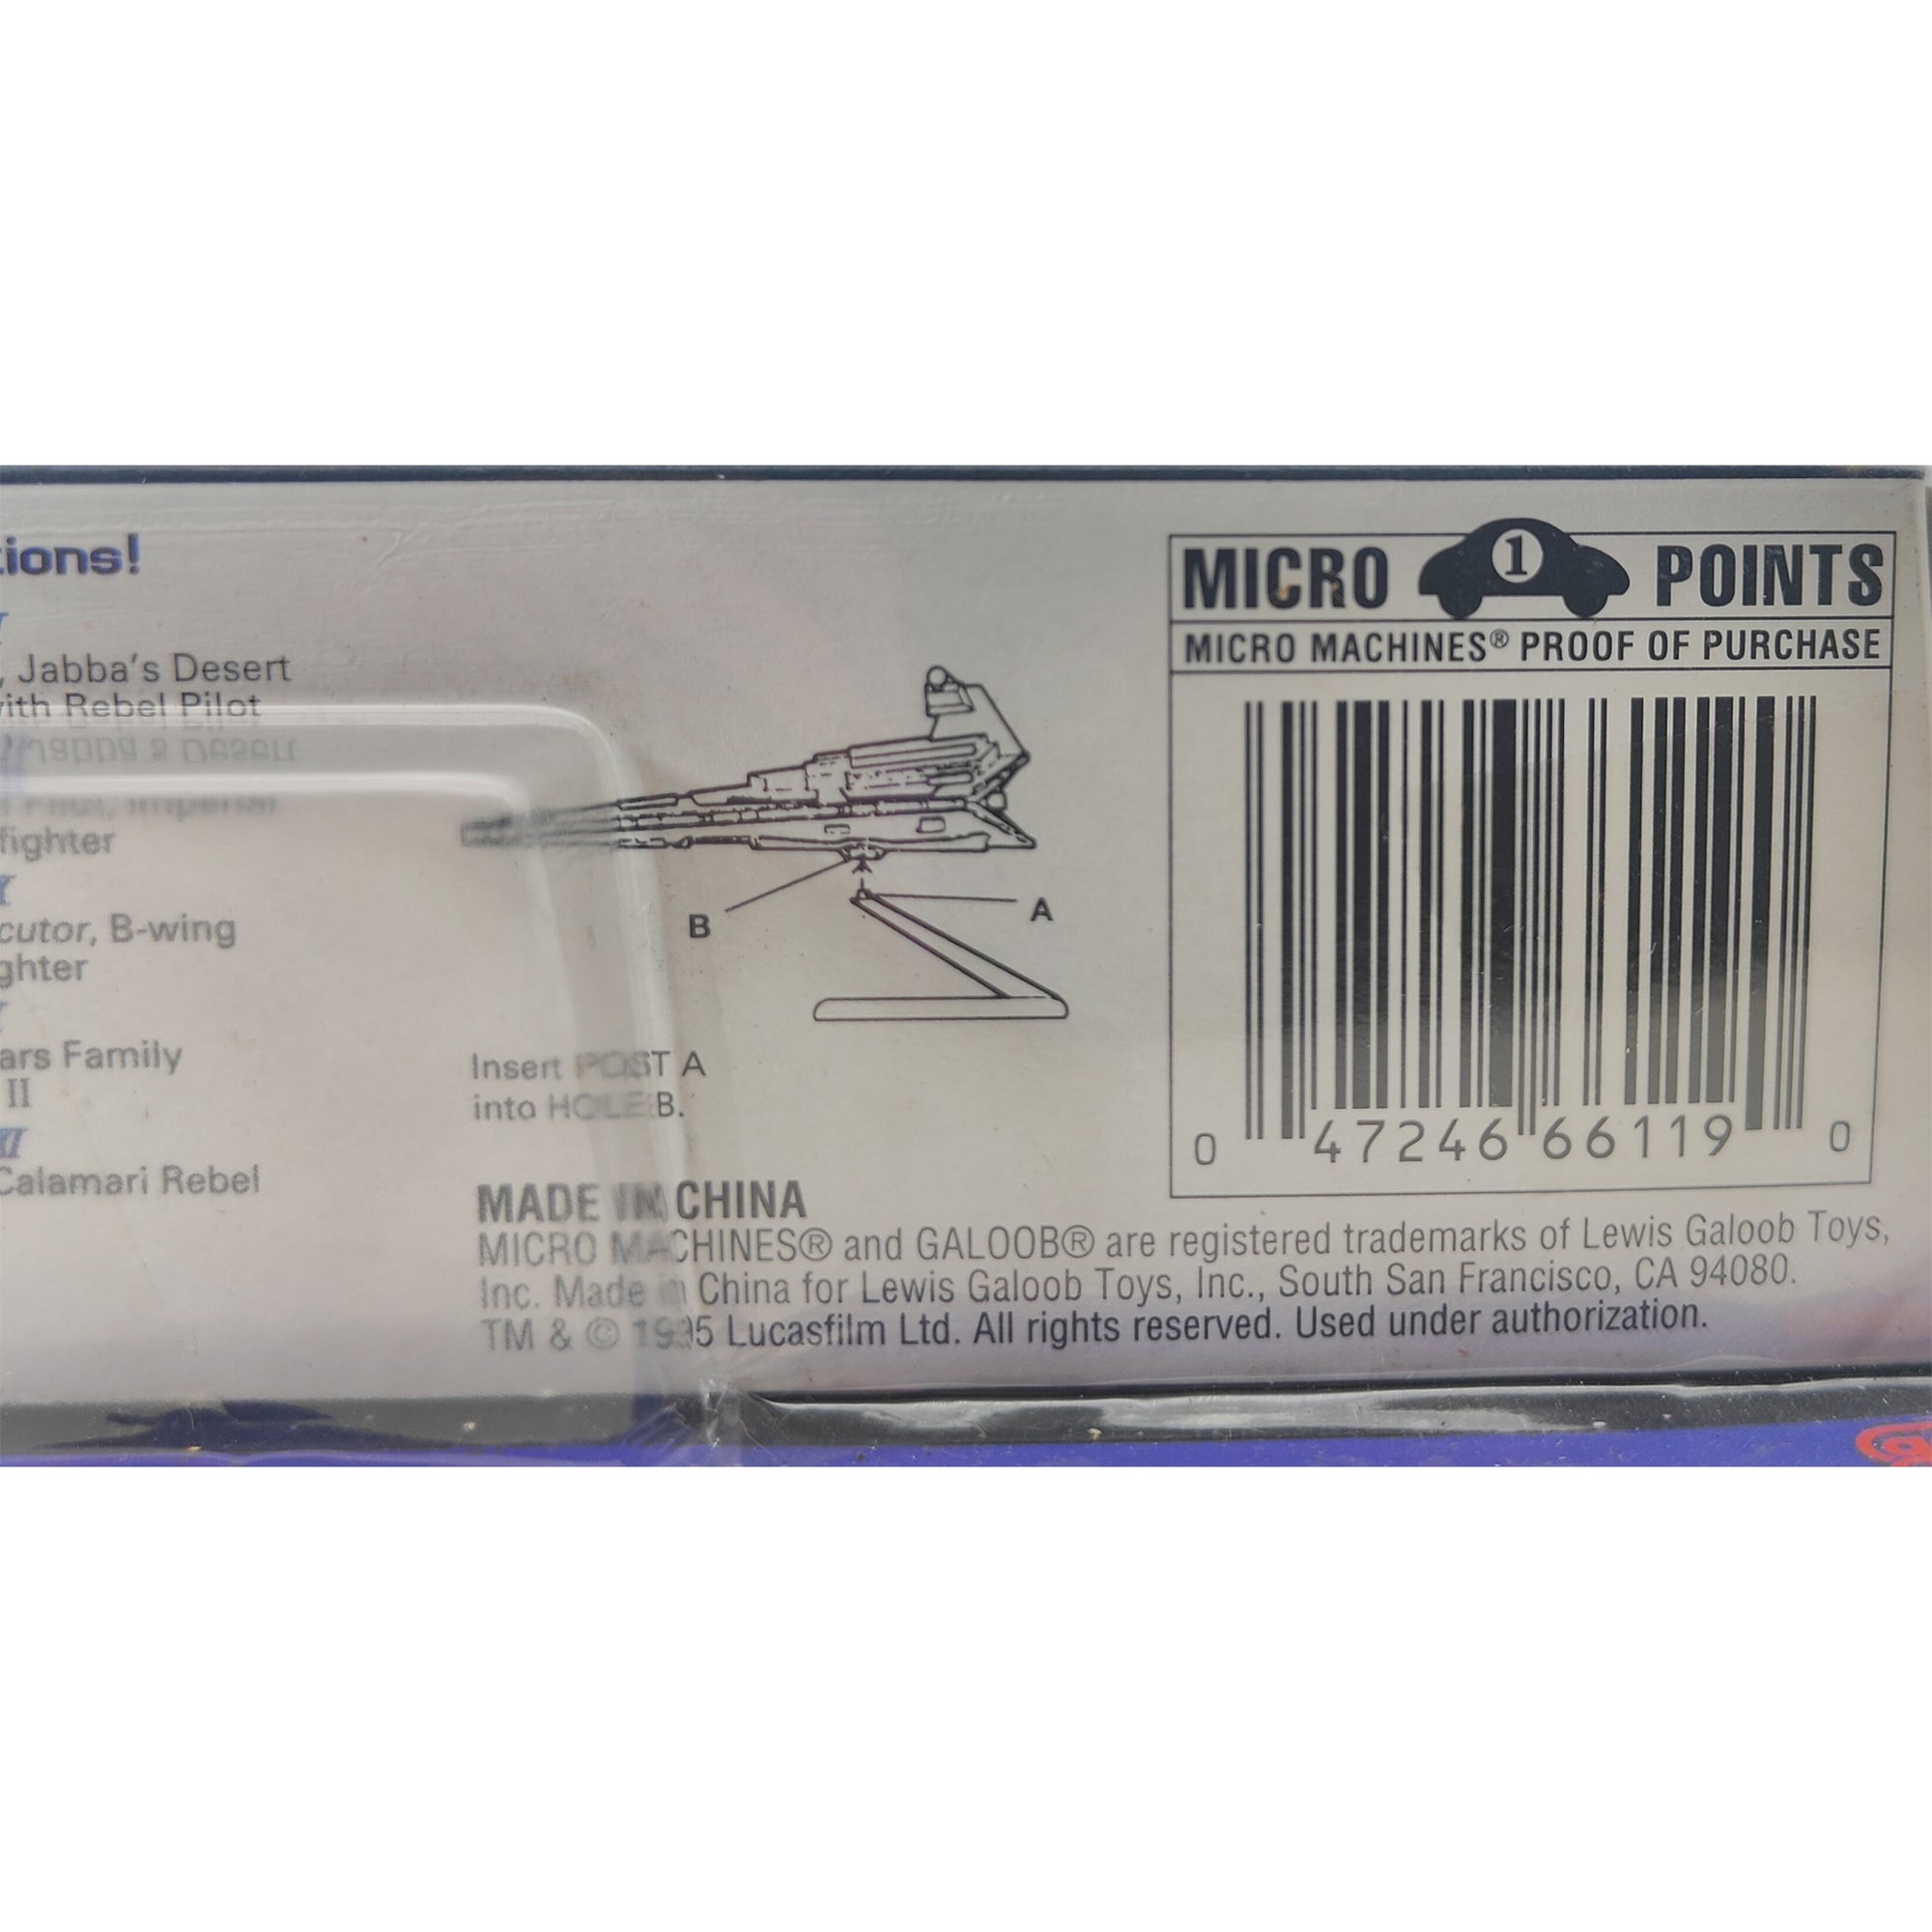 tions!
, Jabba's Desert
with Rebel Pilot
fighter
cutor, B-wing
ghter
ars Family
II
XI
Calamari Rebel
B
A
Insert POST A
into HOLE B.
MICRO 1 POINTS
MICRO MACHINES® PROOF OF PURCHASE
0 47246 66119 0
MADE IN CHINA
MICRO MACHINES® and GALOOB® are registered trademarks of Lewis Galoob Toys,
Inc. Made in China for Lewis Galoob Toys, Inc., South San Francisco, CA 94080.
TM & © 1995 Lucasfilm Ltd. All rights reserved. Used under authorization.